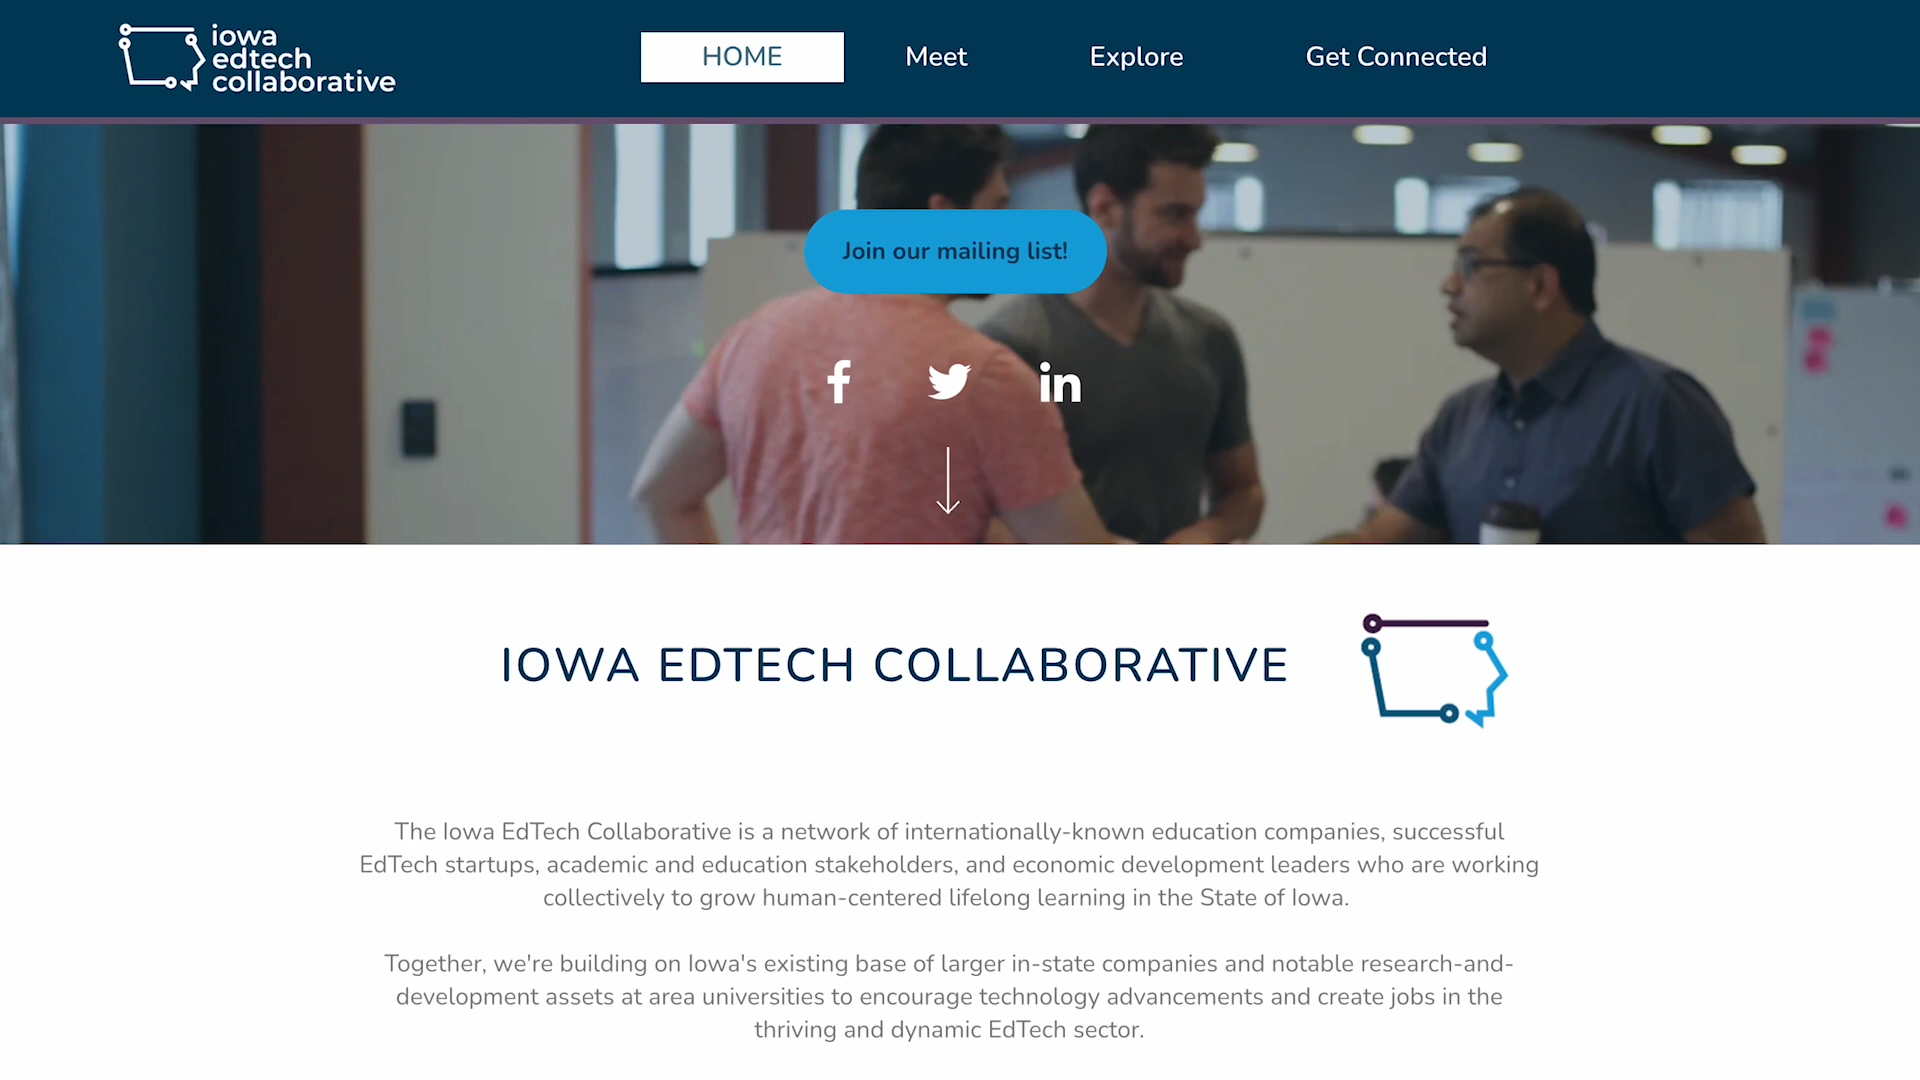 iowa
edtech
collaborative
HOME Meet Explore Get Connected
Join our mailing list!
IOWA EDTECH COLLABORATIVE
The Iowa EdTech Collaborative is a network of internationally-known education companies, successful
EdTech startups, academic and education stakeholders, and economic development leaders who are working
collectively to grow human-centered lifelong learning in the State of Iowa.
Together, we're building on Iowa's existing base of larger in-state companies and notable research-and-
development assets at area universities to encourage technology advancements and create jobs in the
thriving and dynamic EdTech sector.